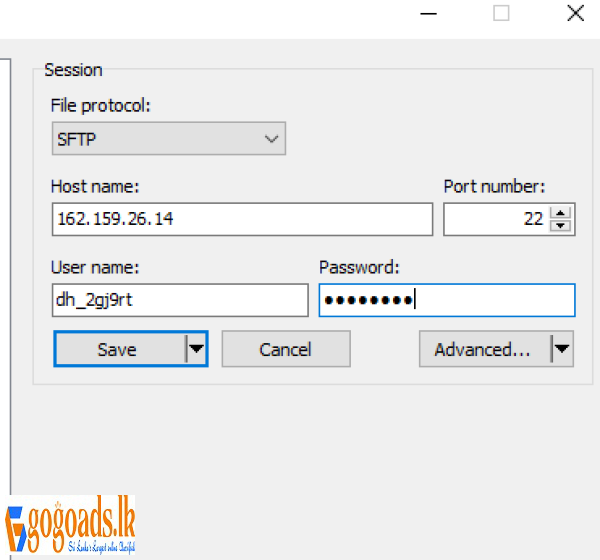 Session
File protocol:
SFTP
Host name: Port number:
162.159.26.14 22
User name: Password:
dh_2gj9rt ●●●●●●●●
Save Cancel Advanced...
gogoads.lk
Sri Lanka's Largest online Classified